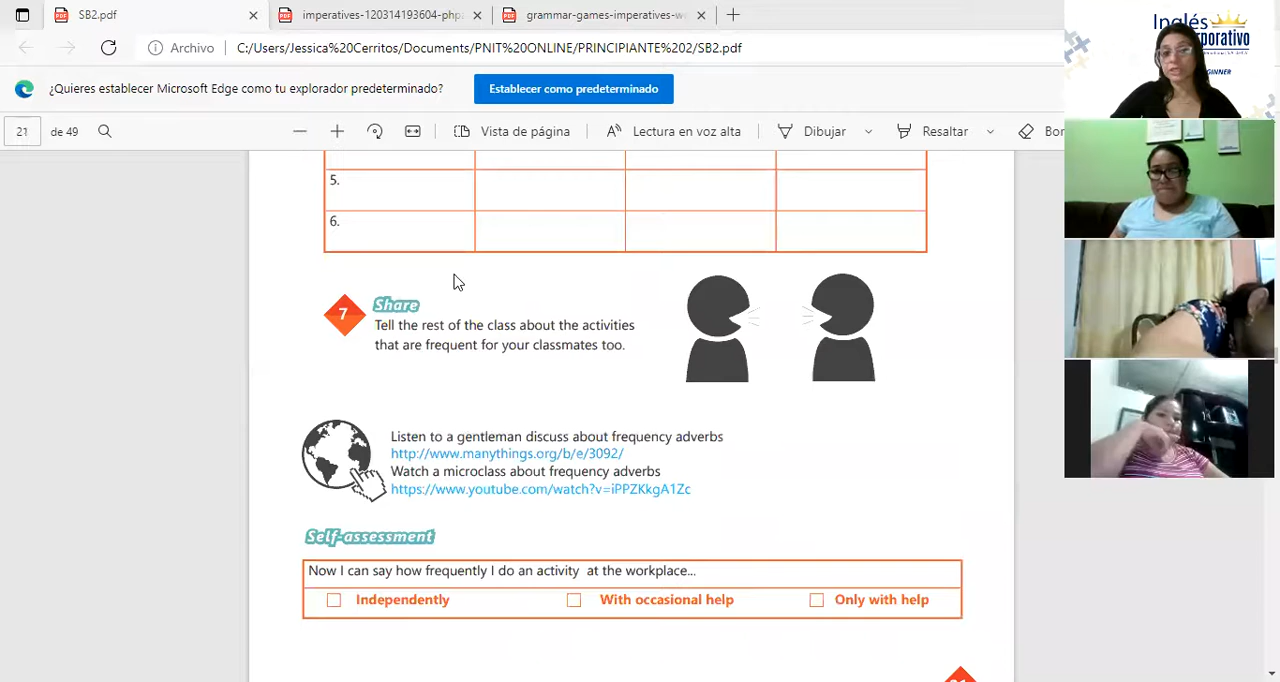 SB2.pdf
imperatives-120314193604-php
grammar-games-imperatives-w
Archivo
C:/Users/Jessica%20Cerritos/Documents/PNIT%20ONLINE/PRINCIPIANTE%202/SB2.pdf
¿Quieres establecer Microsoft Edge como tu explorador predeterminado?
Establecer como predeterminado
21
de 49
Vista de página
Lectura en voz alta
Dibujar
Resaltar
Bor
5.
6.
7
Share
Tell the rest of the class about the activities
that are frequent for your classmates too.
Listen to a gentleman discuss about frequency adverbs
http://www.manythings.org/b/e/3092/
Watch a microclass about frequency adverbs
https://www.youtube.com/watch?v=iPPZKkgA1Zc
Self-assessment
Now I can say how frequently I do an activity at the workplace...
Independently
With occasional help
Only with help
Inglés
orporativo
GINNER